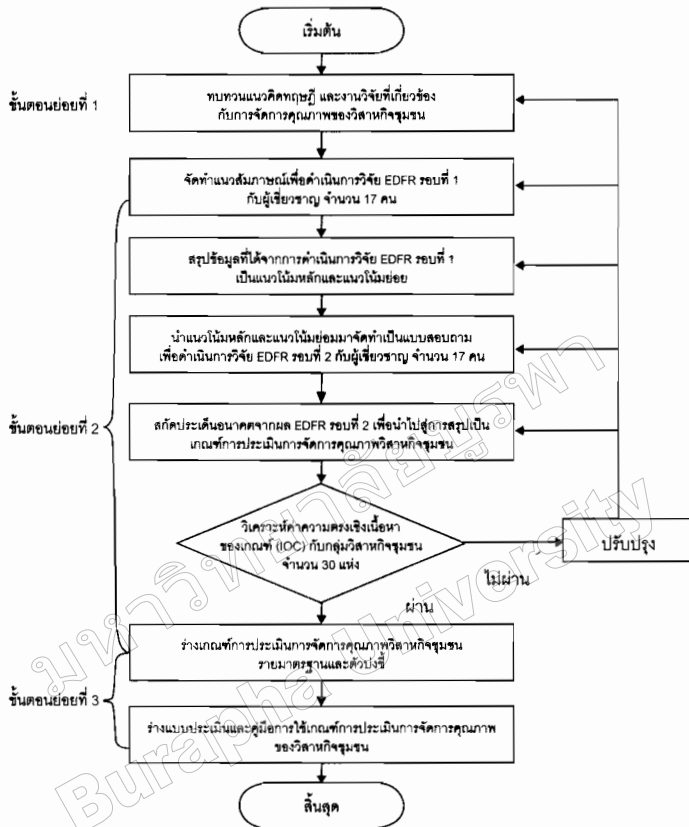 เริ่มต้น
ขั้นตอนย่อยที่ 1
ทบทวนแนวคิดทฤษฎี และงานวิจัยที่เกี่ยวข้อง
กับการจัดการคุณภาพของวิสาหกิจชุมชน
จัดทำแนวสัมภาษณ์เพื่อดำเนินการวิจัย EDFR รอบที่ 1
กับผู้เชี่ยวชาญ จำนวน 17 คน
สรุปข้อมูลที่ได้จากการดำเนินการวิจัย EDFR รอบที่ 1
เป็นแนวโน้มหลักและแนวโน้มย่อย
นำแนวโน้มหลักและแนวโน้มย่อมมาจัดทำเป็นแบบสอบถาม
เพื่อดำเนินการวิจัย EDFR รอบที่ 2 กับผู้เชี่ยวชาญ จำนวน 17 คน
ขั้นตอนย่อยที่ 2
สกัดประเด็นอนาคตจากผล EDFR รอบที่ 2 เพื่อนำไปสู่การสรุปเป็น
เกณฑ์การประเมินการจัดการคุณภาพวิสาหกิจชุมชน
วิเคราะห์ค่าความตรงเชิงเนื้อหา
ของเกณฑ์ (IOC) กับกลุ่มวิสาหกิจชุมชน
จำนวน 30 แห่ง
ปรับปรุง
ไม่ผ่าน
ผ่าน
ร่างเกณฑ์การประเมินการจัดการคุณภาพวิสาหกิจชุมชน
รายมาตรฐานและตัวบ่งชี้
ขั้นตอนย่อยที่ 3
ร่างแบบประเมินและคู่มือการใช้เกณฑ์การประเมินการจัดการคุณภาพ
ของวิสาหกิจชุมชน
สิ้นสุด
มหาวิทยาลัยบูรพา
Burapha University